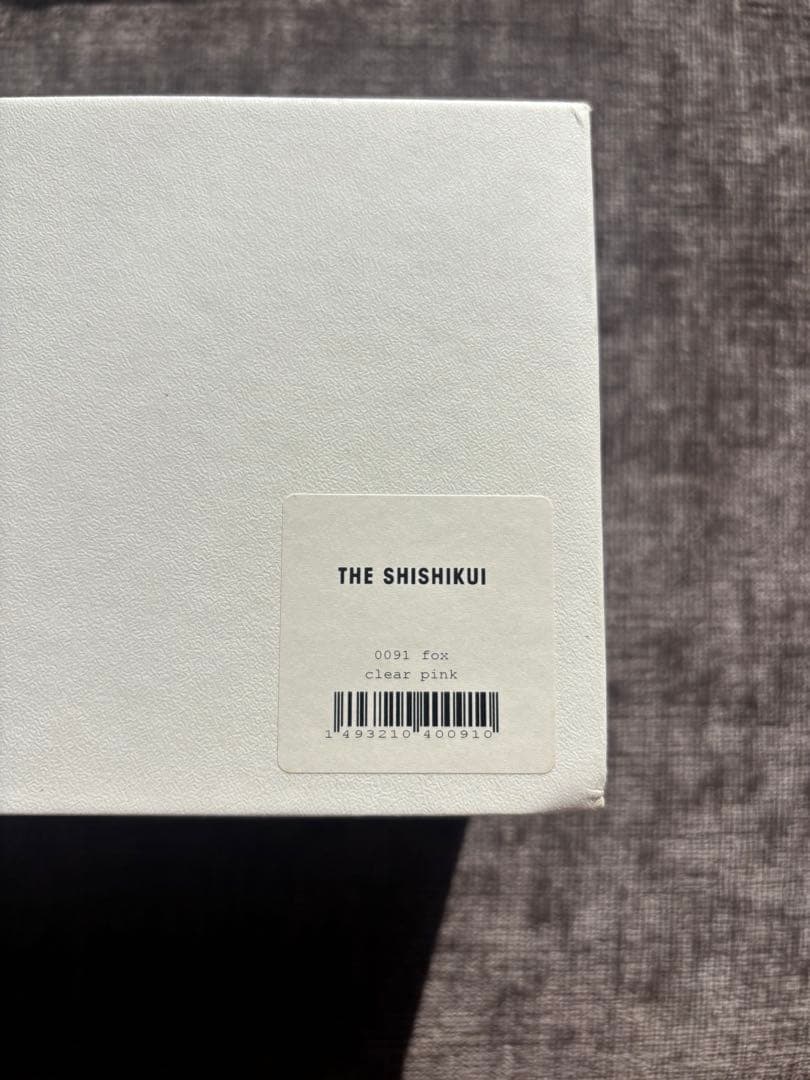 THE SHISHIKUI
0091 fox
clear pink
1 493210 400910